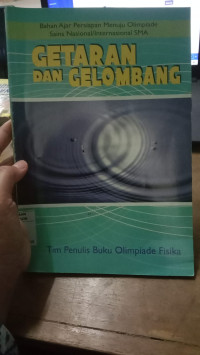 Bahan Ajar Persiapan Menuju Olimpiade
Sains Nasional/Internasional SMA
GETARAN
DAN GELOMBANG
Tim Penulis Buku Olimpiade Fisika